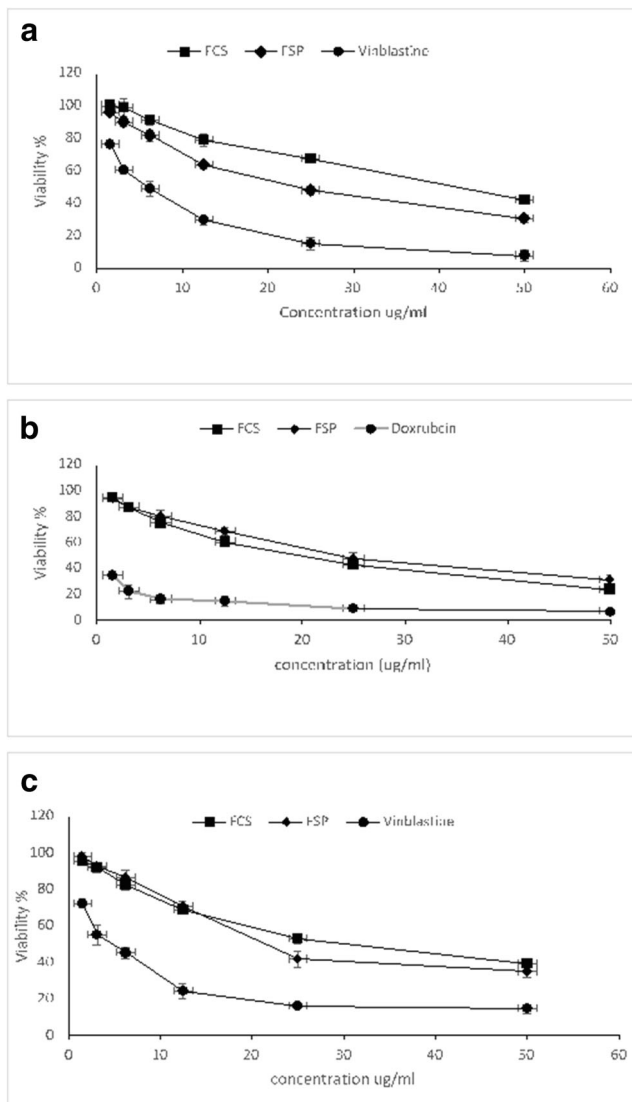 a
FCS FSP Vinblastine
120
100
80
60
40
20
0
Viability %
0 10 20 30 40 50 60
Concentration ug/ml
b
FCS FSP Doxrubcin
120
100
80
60
40
20
0
Viability %
0 10 20 30 40 50
concentration (ug/ml)
c
FCS FSP Vinblastine
120
100
80
60
40
20
0
Viability %
0 10 20 30 40 50 60
concentration ug/ml